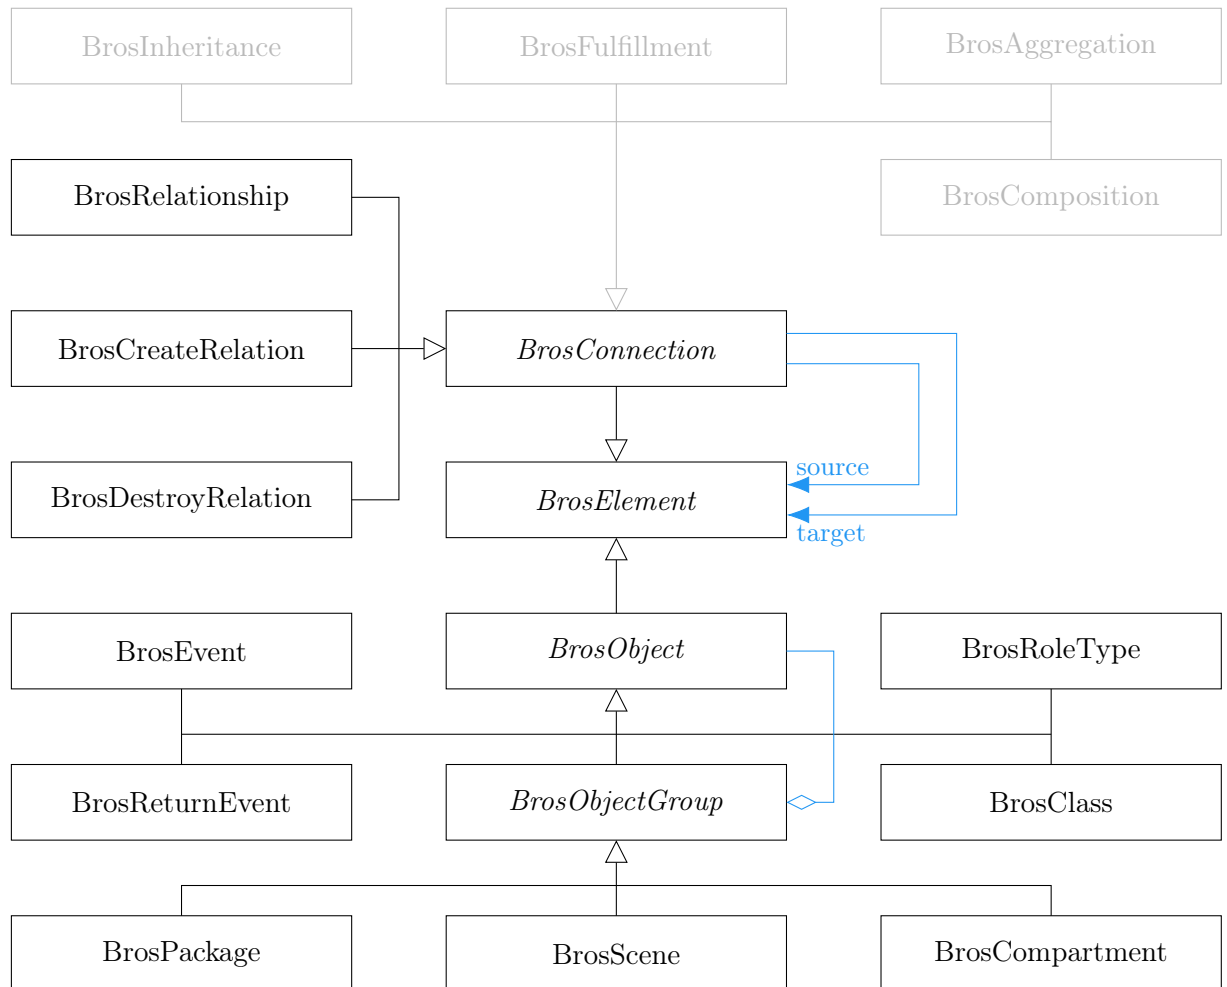 BrosInheritance
BrosFulfillment
BrosAggregation
BrosRelationship
BrosComposition
BrosCreateRelation
BrosConnection
source
BrosDestroyRelation
BrosElement
target
BrosEvent
BrosObject
BrosRoleType
BrosReturnEvent
BrosObjectGroup
BrosClass
BrosPackage
BrosScene
BrosCompartment